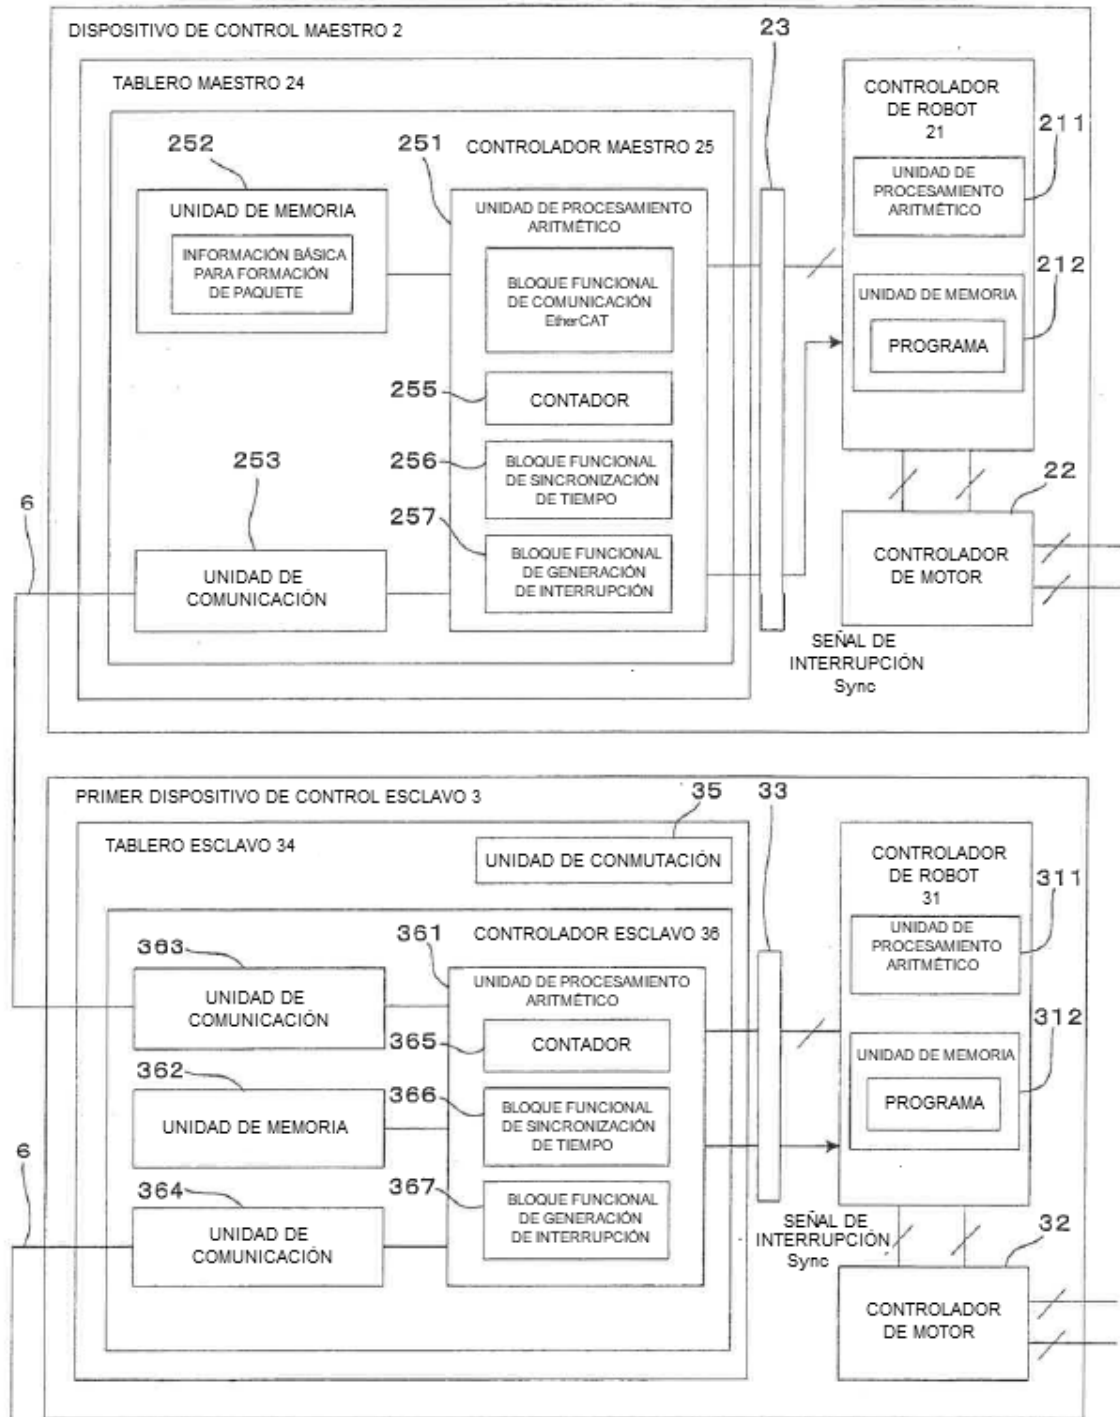 DISPOSITIVO DE CONTROL MAESTRO 2
23
TABLERO MAESTRO 24
CONTROLADOR
DE ROBOT
21
211
252
251
CONTROLADOR MAESTRO 25
UNIDAD DE MEMORIA
INFORMACIÓN BÁSICA
PARA FORMACIÓN
DE PAQUETE
UNIDAD DE PROCESAMIENTO
ARITMÉTICO
UNIDAD DE
PROCESAMIENTO
ARITMÉTICO
BLOQUE FUNCIONAL
DE COMUNICACIÓN
EtherCAT
212
UNIDAD DE MEMORIA
PROGRAMA
255
CONTADOR
253
256
BLOQUE FUNCIONAL
DE SINCRONIZACIÓN
DE TIEMPO
22
6
257
UNIDAD DE
COMUNICACIÓN
BLOQUE FUNCIONAL
DE GENERACIÓN
DE INTERRUPCIÓN
CONTROLADOR
DE MOTOR
SEÑAL DE
INTERRUPCIÓN
Sync
PRIMER DISPOSITIVO DE CONTROL ESCLAVO 3
35
33
TABLERO ESCLAVO 34
UNIDAD DE CONMUTACIÓN
CONTROLADOR
DE ROBOT
31
311
363
361
CONTROLADOR ESCLAVO 36
UNIDAD DE
COMUNICACIÓN
UNIDAD DE PROCESAMIENTO
ARITMÉTICO
UNIDAD DE
PROCESAMIENTO
ARITMÉTICO
365
CONTADOR
312
362
UNIDAD DE MEMORIA
366
BLOQUE FUNCIONAL
DE SINCRONIZACIÓN
DE TIEMPO
UNIDAD DE MEMORIA
PROGRAMA
6
364
367
UNIDAD DE
COMUNICACIÓN
BLOQUE FUNCIONAL
DE GENERACIÓN
DE INTERRUPCIÓN
SEÑAL DE
INTERRUPCIÓN
Sync
32
CONTROLADOR
DE MOTOR